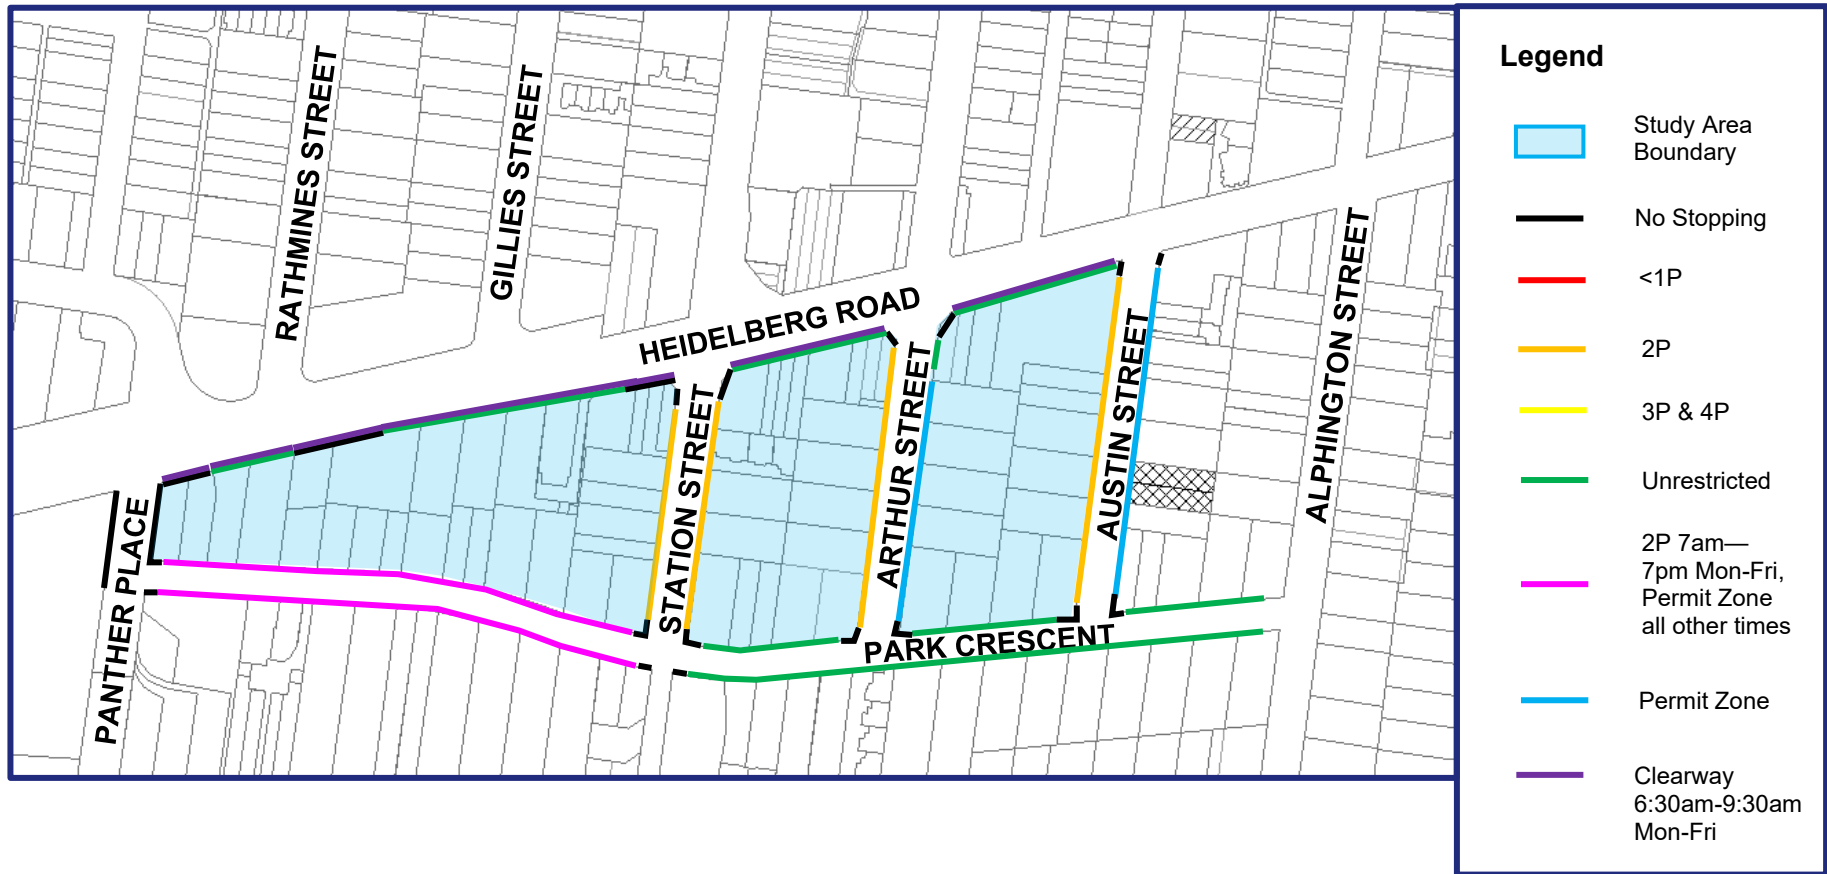 RATHMINES STREET
GILLIES STREET
HEIDELBERG ROAD
STATION STREET
ARTHUR STREET
AUSTIN STREET
ALPHINGTON STREET
PANTHER PLACE
PARK CRESCENT
Legend
Study Area
Boundary
No Stopping
<1P
2P
3P & 4P
Unrestricted
2P 7am—
7pm Mon-Fri,
Permit Zone
all other times
Permit Zone
Clearway
6:30am-9:30am
Mon-Fri